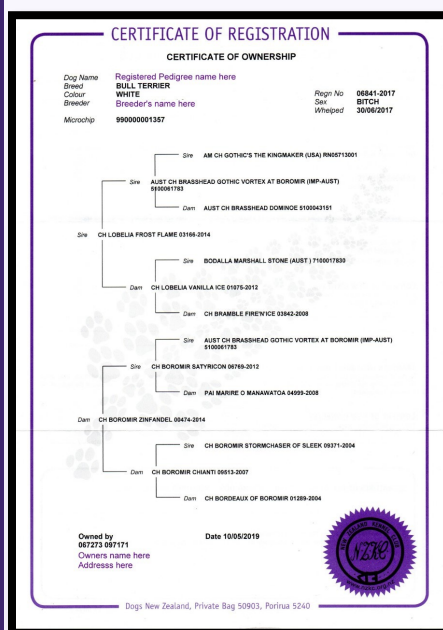 CERTIFICATE OF REGISTRATION
CERTIFICATE OF OWNERSHIP
Dog Name Registered Pedigree name here
Breed BULL TERRIER
Colour WHITE
Breeder Breeder's name here
Regn No 06841-2017
Sex BITCH
Whelped 30/06/2017
Microchip 990000001357
Sire AM CH GOTHIC'S THE KINGMAKER (USA) RN05713001
Sire AUST CH BRASSHEAD GOTHIC VORTEX AT BOROMIR (IMP-AUST)
5100061783
Dam AUST CH BRASSHEAD DOMINOE 5100043151
Sire CH LOBELIA FROST FLAME 03166-2014
Sire BODALLA MARSHALL STONE (AUST ) 7100017830
Dam CH LOBELIA VANILLA ICE 01075-2012
Dam CH BRAMBLE FIRE'N'ICE 03842-2008
Sire AUST CH BRASSHEAD GOTHIC VORTEX AT BOROMIR (IMP-AUST)
5100061783
Sire CH BOROMIR SATYRICON 06769-2012
Dam PAI MARIRE O MANAWATOA 04999-2008
Dam CH BOROMIR ZINFANDEL 00474-2014
Sire CH BOROMIR STORMCHASER OF SLEEK 09371-2004
Dam CH BOROMIR CHIANTI 09513-2007
Dam CH BORDEAUX OF BOROMIR 01289-2004
Owned by
067273 097171
Owners name here
Addresss here
Date 10/05/2019
NEW ZEALAND KENNEL CLUB
NZKC
Dogs New Zealand, Private Bag 50903, Porirua 5240